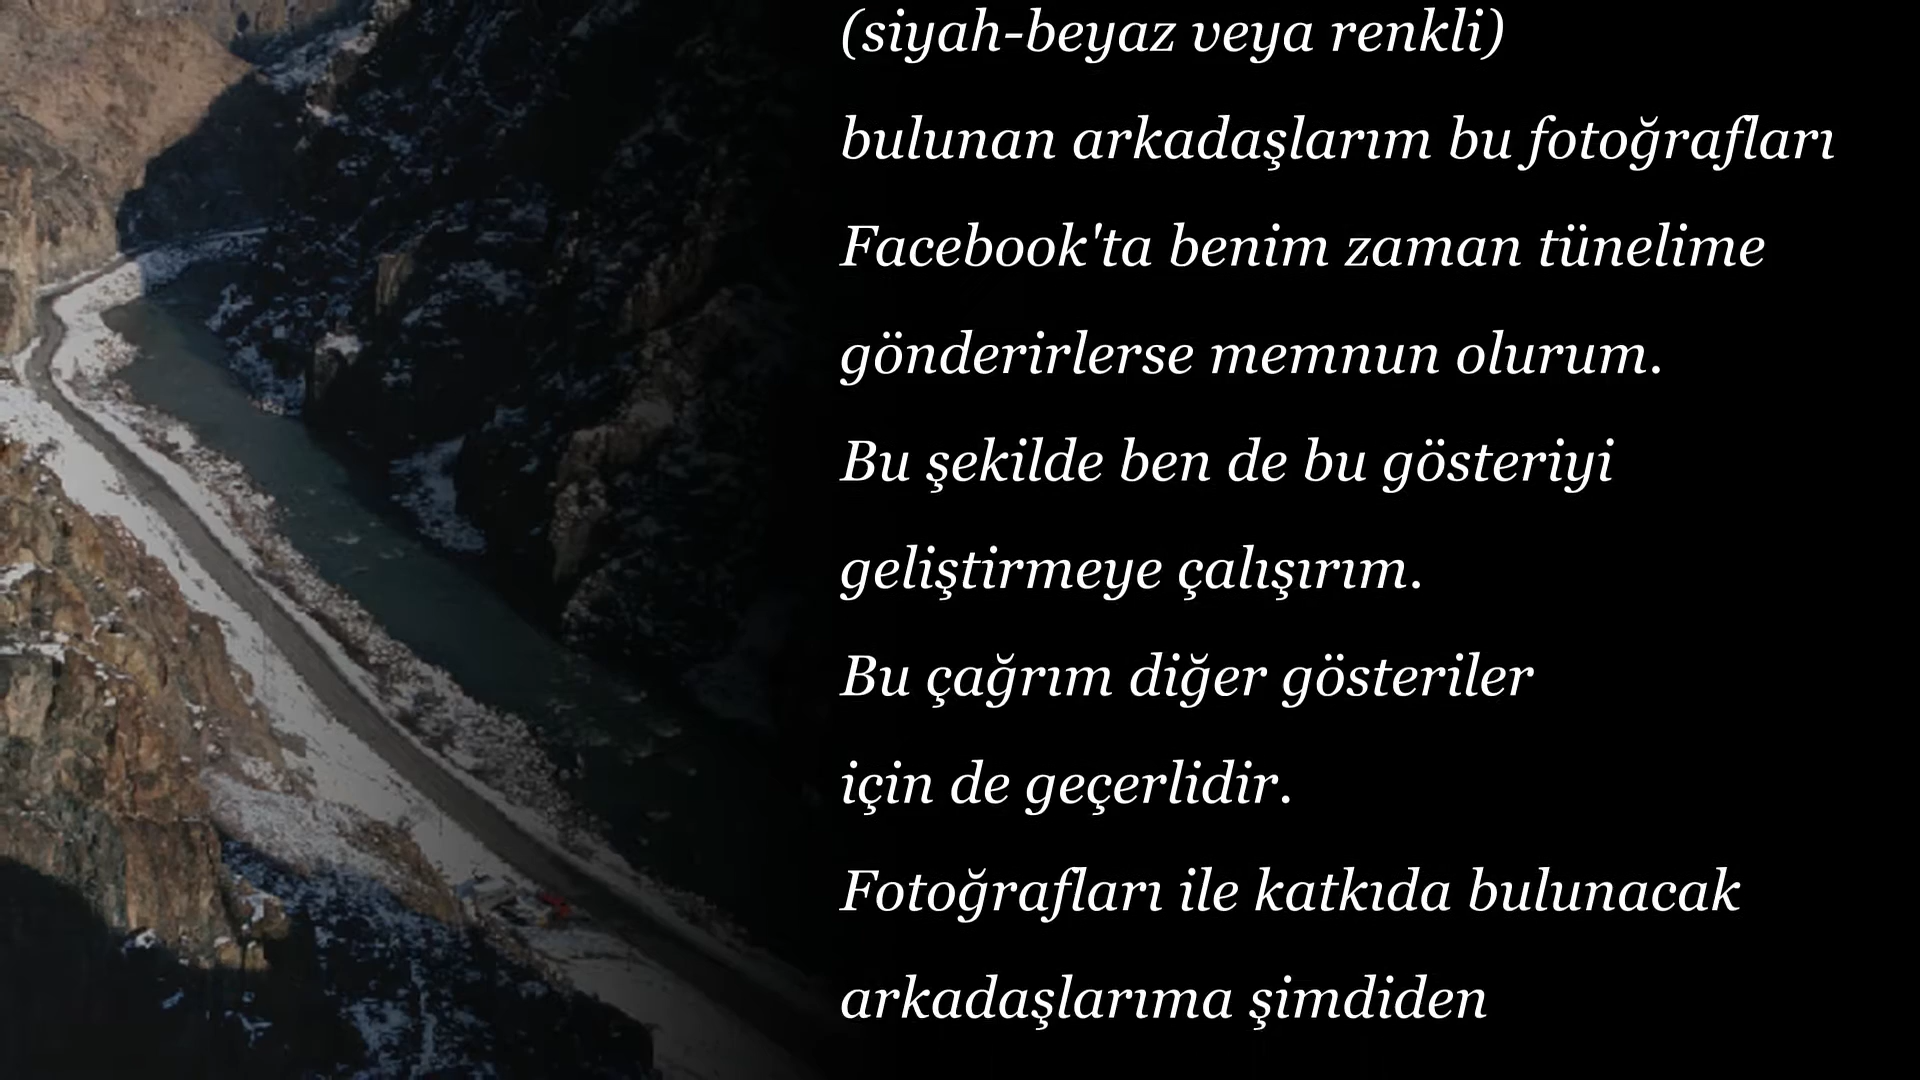 (siyah-beyaz veya renkli)
bulunan arkadaşlarım bu fotoğrafları
Facebook'ta benim zaman tünelime
gönderirlerse memnun olurum.
Bu şekilde ben de bu gösteriyi
geliştirmeye çalışırım.
Bu çağrım diğer gösteriler
için de geçerlidir.
Fotoğrafları ile katkıda bulunacak
arkadaşlarıma şimdiden